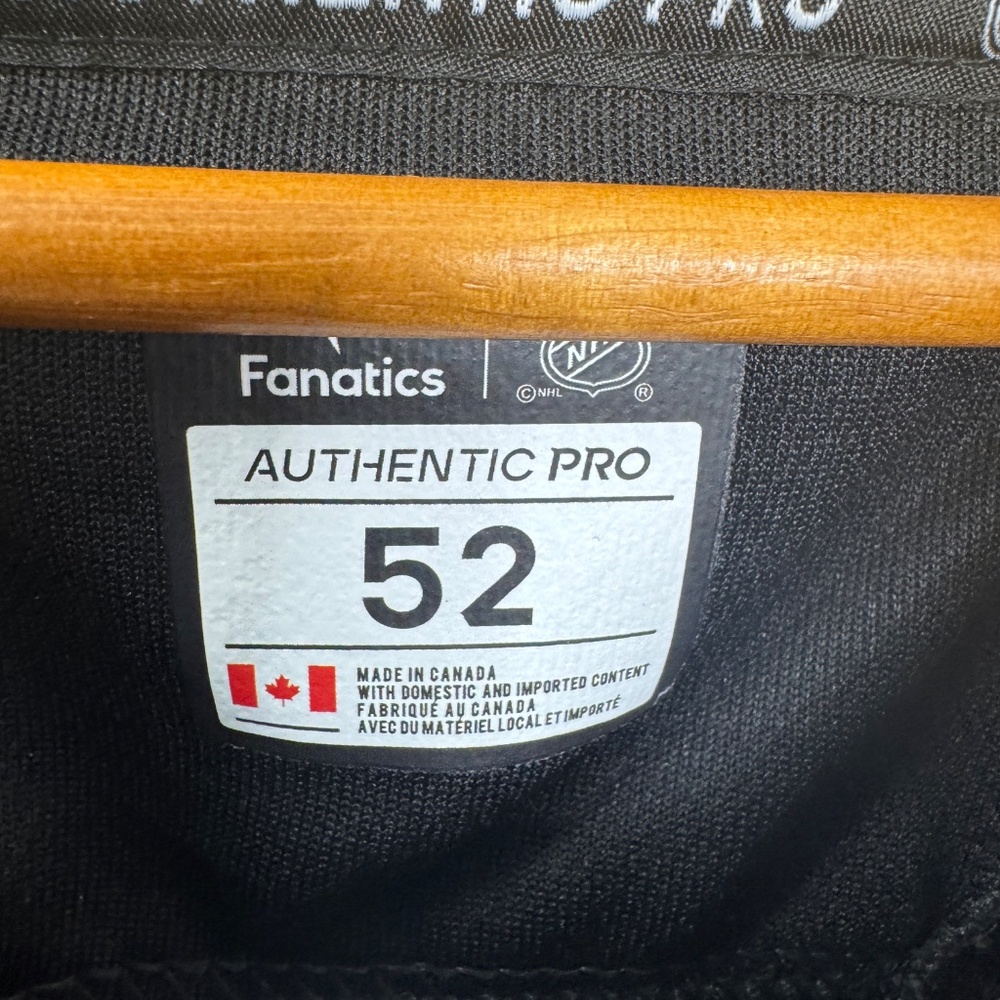 Fanatics
© NHL ®
AUTHENTIC PRO
52
MADE IN CANADA
WITH DOMESTIC AND IMPORTED CONTENT
FABRIQUÉ AU CANADA
AVEC DU MATÉRIEL LOCAL ET IMPORTÉ